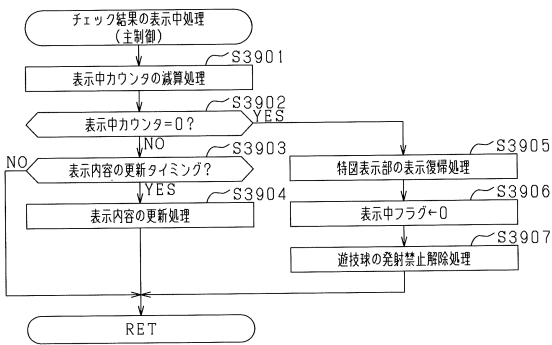 チェック結果の表示中処理
(主制御)
S3901
表示中カウンタの減算処理
S3902
表示中カウンタ=0?
YES
NO
S3903
NO
表示内容の更新タイミング?
YES
S3904
表示内容の更新処理
S3905
特図表示部の表示復帰処理
S3906
表示中フラグ←0
S3907
遊技球の発射禁止解除処理
RET